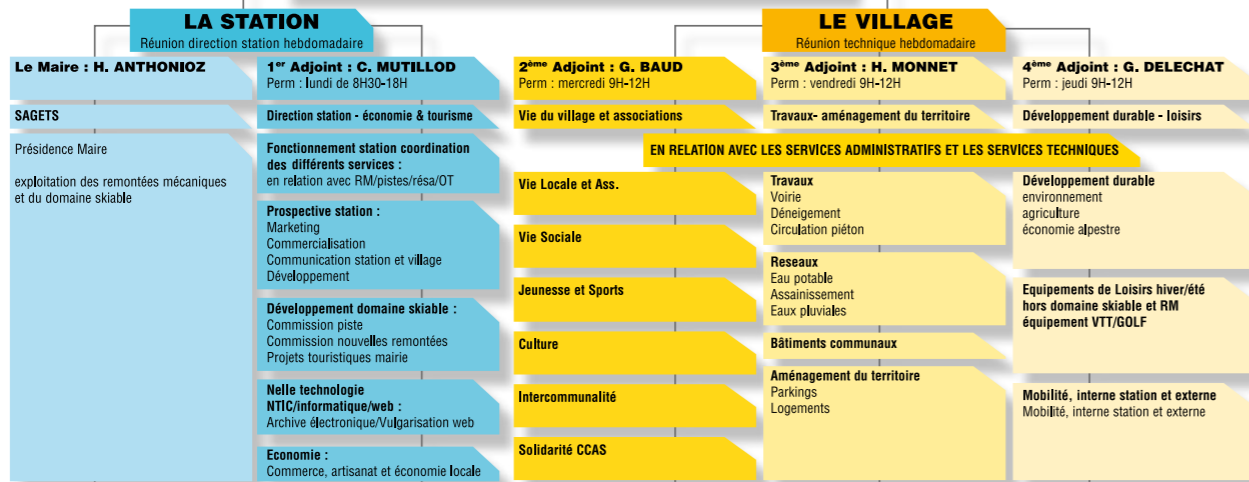 LA STATION
Réunion direction station hebdomadaire
LE VILLAGE
Réunion technique hebdomadaire
Le Maire : H. ANTHONIOZ
SAGETS
Présidence Maire
exploitation des remontées mécaniques
et du domaine skiable
1er Adjoint : C. MUTILLOD
Perm : lundi de 8H30-18H
Direction station - économie & tourisme
Fonctionnement station coordination
des différents services :
en relation avec RM/pistes/résa/OT
Prospective station :
Marketing
Commercialisation
Communication station et village
Développement
Développement domaine skiable :
Commission piste
Commission nouvelles remontées
Projets touristiques mairie
Nelle technologie
NTIC/informatique/web :
Archive électronique/Vulgarisation web
Economie :
Commerce, artisanat et économie locale
2ème Adjoint : G. BAUD
Perm : mercredi 9H-12H
Vie du village et associations
3ème Adjoint : H. MONNET
Perm : vendredi 9H-12H
Travaux- aménagement du territoire
4ème Adjoint : G. DELECHAT
Perm : jeudi 9H-12H
Développement durable - loisirs
EN RELATION AVEC LES SERVICES ADMINISTRATIFS ET LES SERVICES TECHNIQUES
Vie Locale et Ass.
Vie Sociale
Jeunesse et Sports
Culture
Intercommunalité
Solidarité CCAS
Travaux
Voirie
Déneigement
Circulation piéton
Reseaux
Eau potable
Assainissement
Eaux pluviales
Bâtiments communaux
Aménagement du territoire
Parkings
Logements
Développement durable
environnement
agriculture
économie alpestre
Equipements de Loisirs hiver/été
hors domaine skiable et RM
équipement VTT/GOLF
Mobilité, interne station et externe
Mobilité, interne station et externe